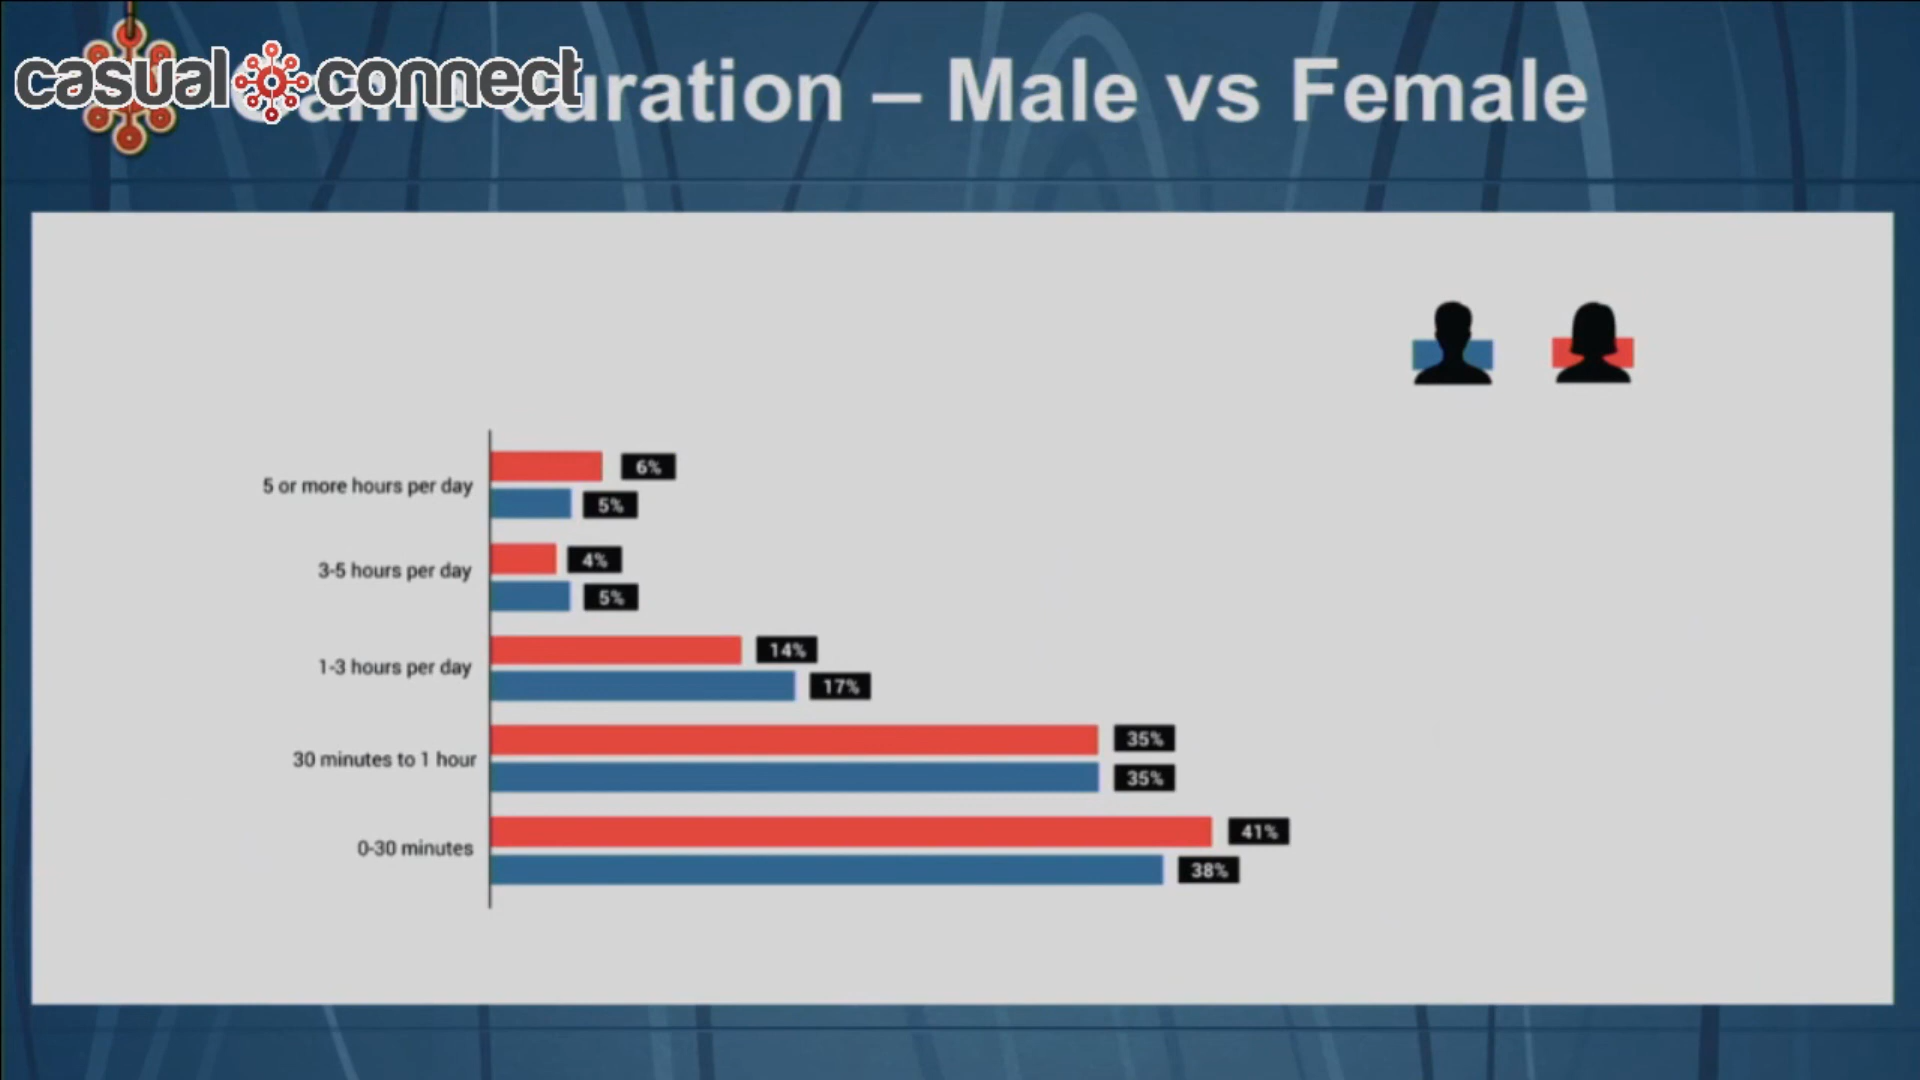 casual connect
Game duration – Male vs Female
5 or more hours per day
6%
5%
3-5 hours per day
4%
5%
1-3 hours per day
14%
17%
30 minutes to 1 hour
35%
35%
0-30 minutes
41%
38%